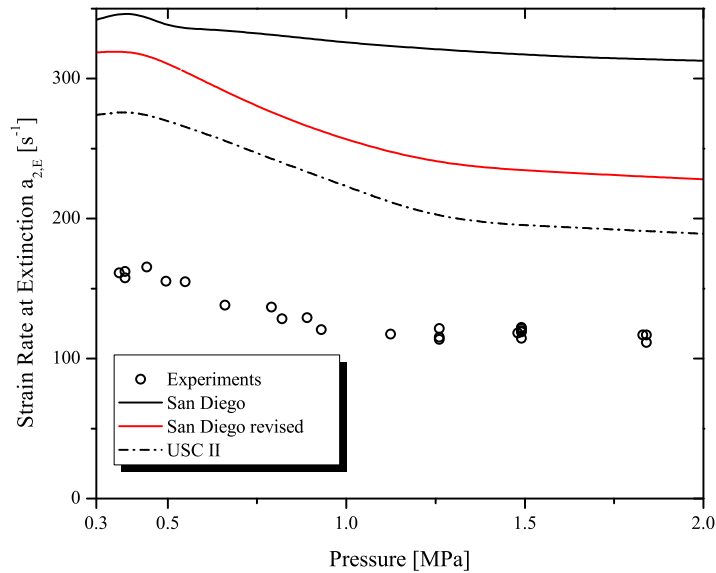 300
200
100
0
0.3
0.5
1.0
1.5
2.0
Strain Rate at Extinction a2,E [s-1]
Pressure [MPa]
Experiments
San Diego
San Diego revised
USC II